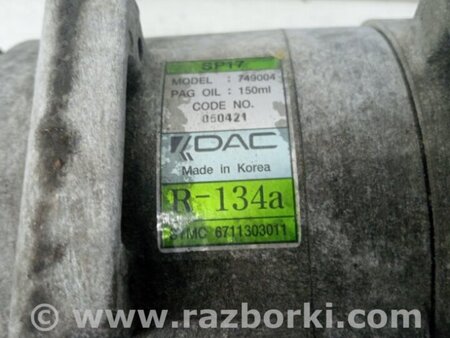 SP17
MODEL : 749004
PAG OIL : 150ml
CODE NO.
050421
DAC
Made in Korea
R-134a
SYMC 6711303011
© www.razborki.com